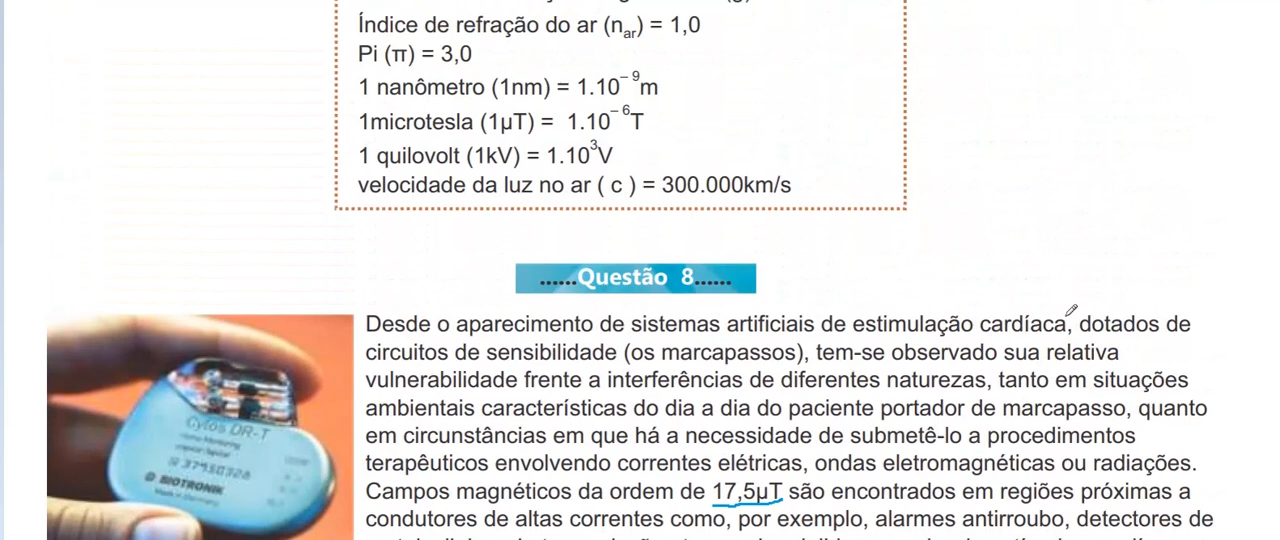 Índice de refração do ar (nar) = 1,0
Pi (π) = 3,0
1 nanômetro (1nm) = 1.10⁻⁹m
1microtesla (1µT) = 1.10⁻⁶T
1 quilovolt (1kV) = 1.10³V
velocidade da luz no ar ( c ) = 300.000km/s
......Questão 8......
Desde o aparecimento de sistemas artificiais de estimulação cardíaca, dotados de
circuitos de sensibilidade (os marcapassos), tem-se observado sua relativa
vulnerabilidade frente a interferências de diferentes naturezas, tanto em situações
ambientais características do dia a dia do paciente portador de marcapasso, quanto
em circunstâncias em que há a necessidade de submetê-lo a procedimentos
terapêuticos envolvendo correntes elétricas, ondas eletromagnéticas ou radiações.
Campos magnéticos da ordem de 17,5µT são encontrados em regiões próximas a
condutores de altas correntes como, por exemplo, alarmes antirroubo, detectores de
Cylos DR-T
BIOTRONIK